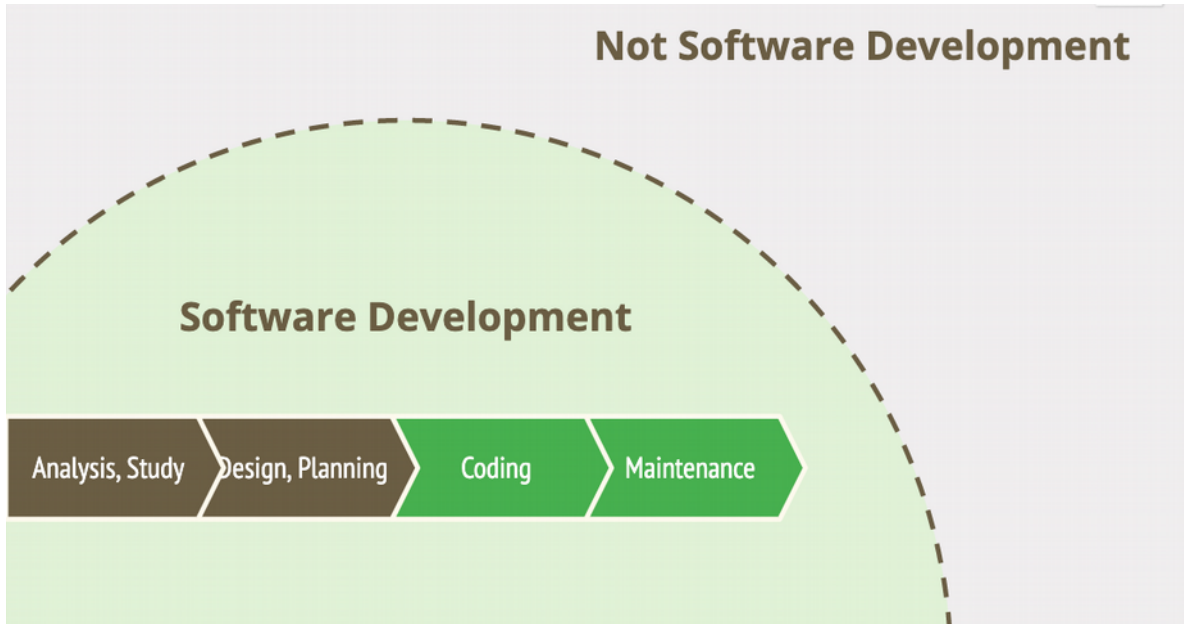 Not Software Development
Software Development
Analysis, Study
Design, Planning
Coding
Maintenance